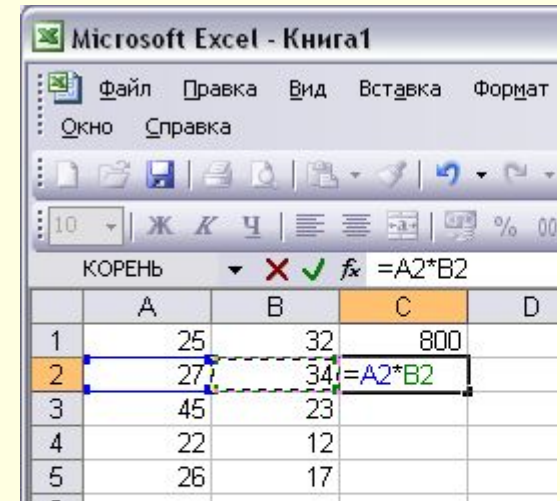 Microsoft Excel - Книга1
Файл Правка Вид Вставка Формат
Окно Справка
10 Ж К Ч % 00
КОРЕНЬ fx =A2*B2
A B C D
1 25 32 800
2 27 34 =A2*B2
3 45 23
4 22 12
5 26 17